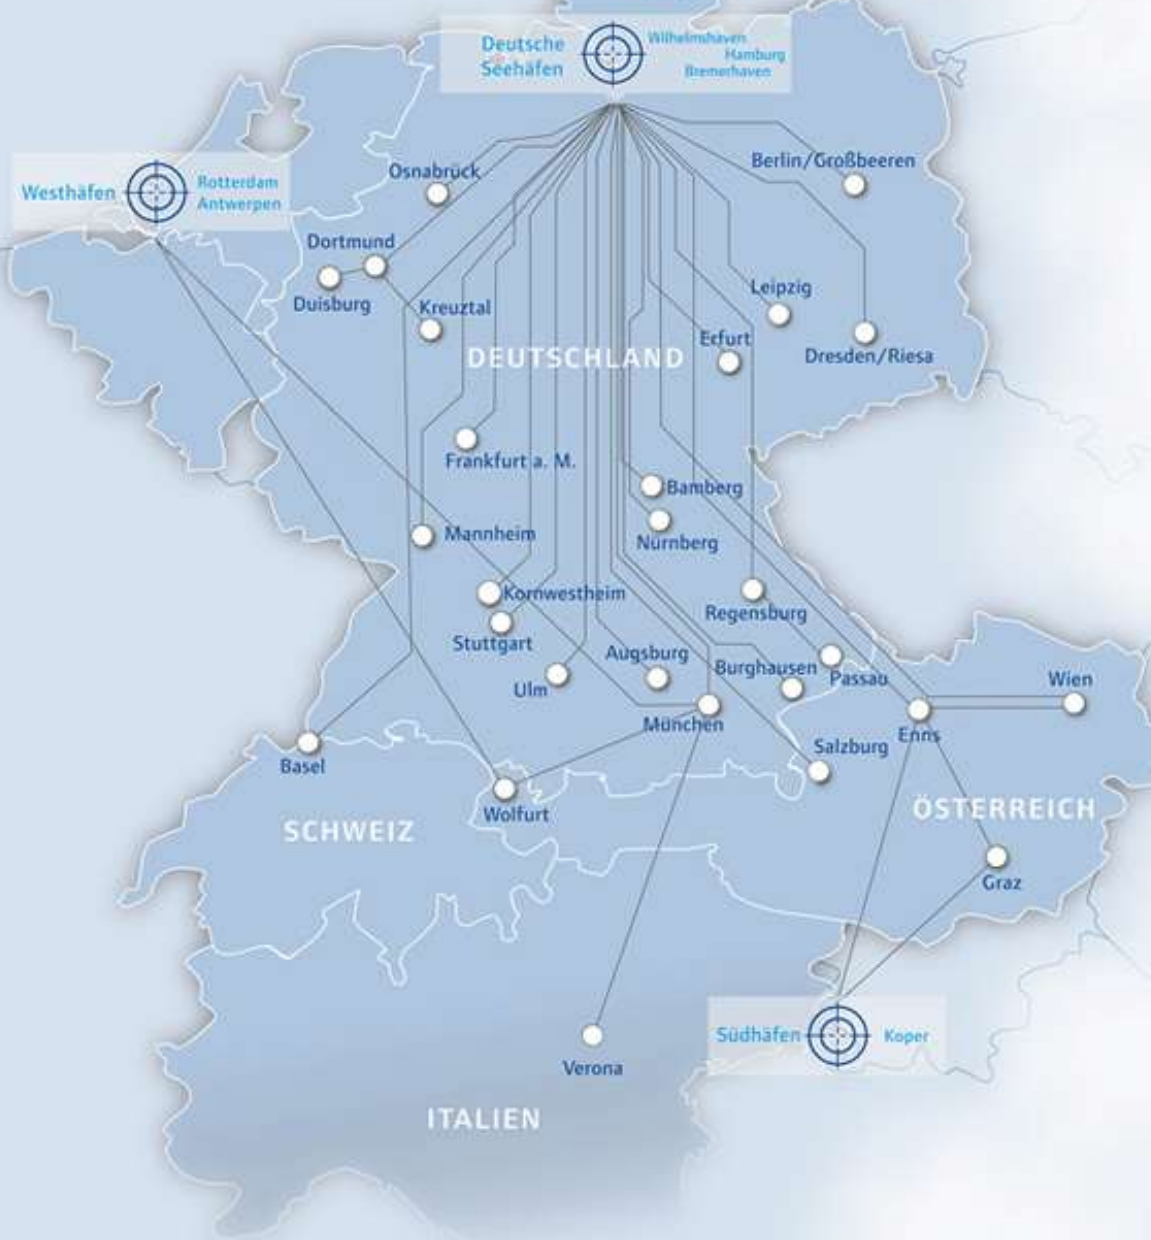 Deutsche
Seehäfen
Wilhelmshaven
Hamburg
Bremerhaven
Westhäfen
Rotterdam
Antwerpen
Osnabrück
Berlin/Großbeeren
Dortmund
Duisburg
Kreuztal
Leipzig
Erfurt
Dresden/Riesa
DEUTSCHLAND
Frankfurt a. M.
Bamberg
Mannheim
Nürnberg
Kornwestheim
Regensburg
Stuttgart
Augsburg
Burghausen
Passau
Ulm
Wien
München
Enns
Salzburg
Basel
Wolfurt
ÖSTERREICH
SCHWEIZ
Graz
Südhäfen
Koper
Verona
ITALIEN